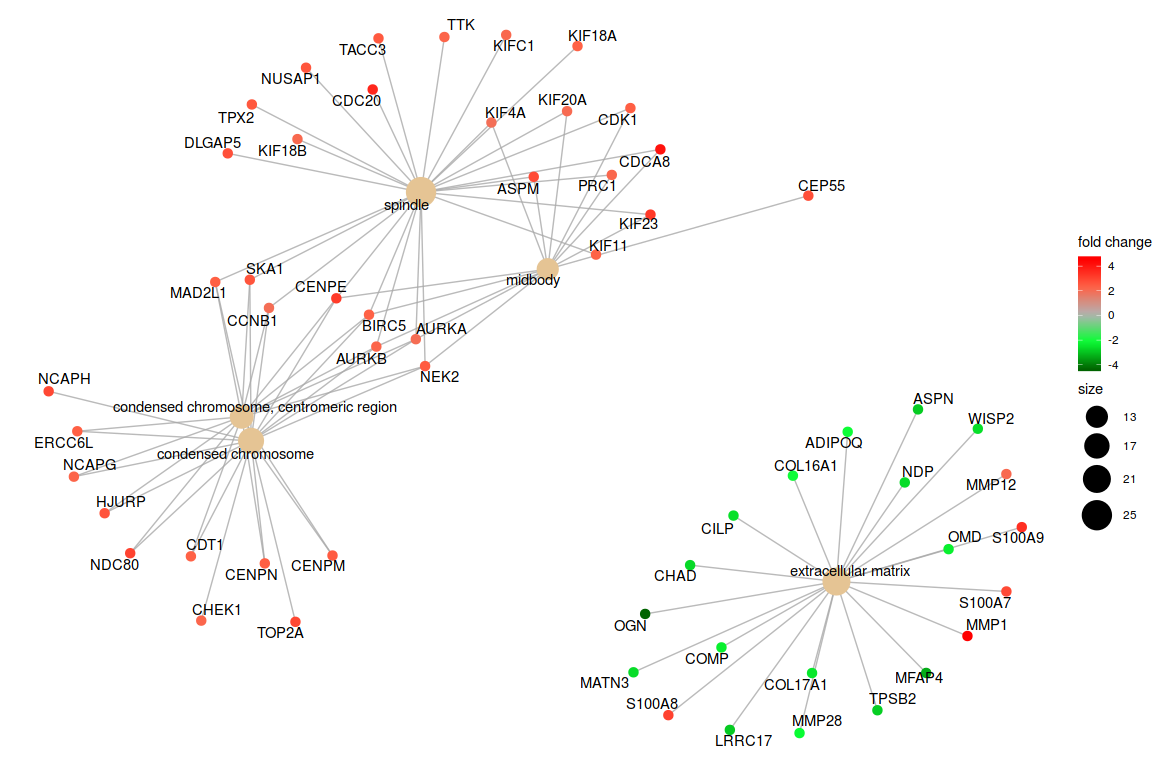 TTK
TACC3
KIFC1
KIF18A
NUSAP1
CDC20
KIF20A
TPX2
KIF4A
CDK1
DLGAP5
KIF18B
CDCA8
ASPM
PRC1
CEP55
spindle
KIF23
KIF11
midbody
SKA1
MAD2L1
CENPE
CCNB1
BIRC5
AURKA
AURKB
NEK2
NCAPH
condensed chromosome, centromeric region
ERCC6L
condensed chromosome
NCAPG
HJURP
CDT1
NDC80
CENPN
CENPM
CHEK1
TOP2A
ASPN
WISP2
ADIPOQ
COL16A1
NDP
MMP12
CILP
OMD
S100A9
CHAD
extracellular matrix
S100A7
OGN
MMP1
COMP
MATN3
COL17A1
MFAP4
S100A8
TPSB2
MMP28
LRRC17
fold change
4
2
0
-2
-4
size
13
17
21
25